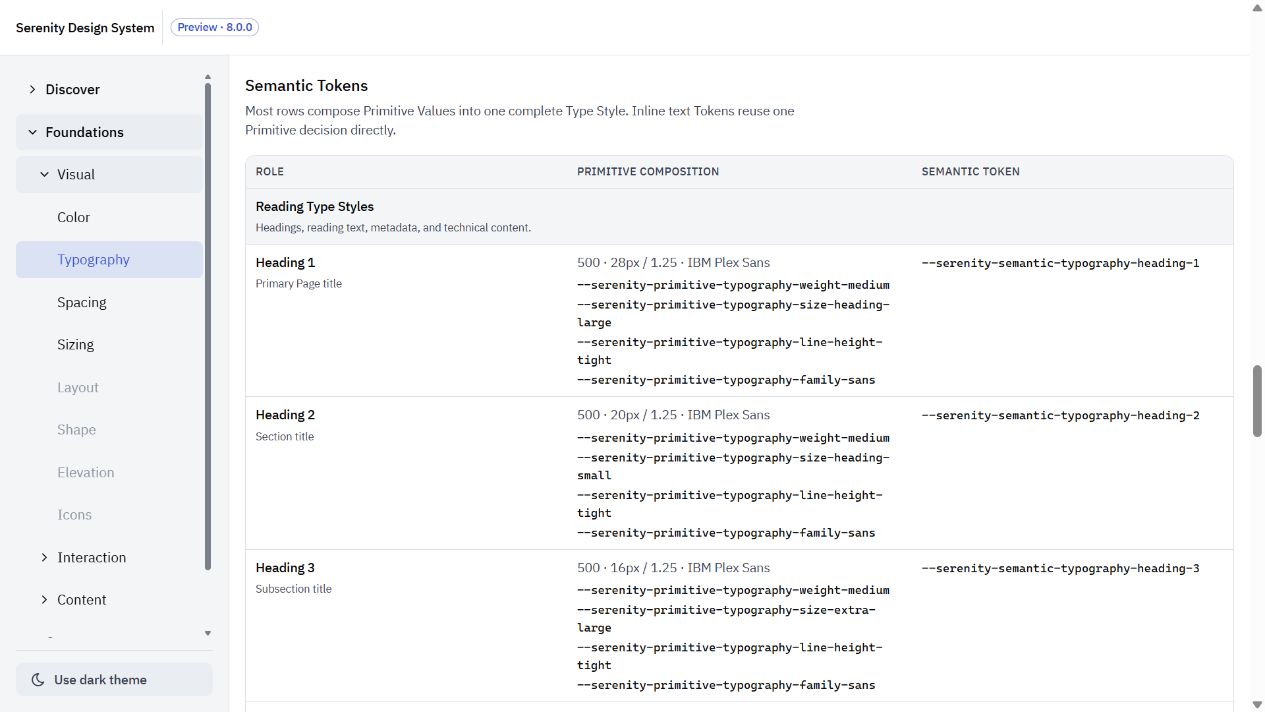 Serenity Design System
Preview · 8.0.0
Discover
Foundations
Visual
Color
Typography
Spacing
Sizing
Layout
Shape
Elevation
Icons
Interaction
Content
Use dark theme
Semantic Tokens
Most rows compose Primitive Values into one complete Type Style. Inline text Tokens reuse one
Primitive decision directly.
ROLE PRIMITIVE COMPOSITION SEMANTIC TOKEN
Reading Type Styles
Headings, reading text, metadata, and technical content.
Heading 1
Primary Page title
500 · 28px / 1.25 · IBM Plex Sans
--serenity-primitive-typography-weight-medium
--serenity-primitive-typography-size-heading-
large
--serenity-primitive-typography-line-height-
tight
--serenity-primitive-typography-family-sans
--serenity-semantic-typography-heading-1
Heading 2
Section title
500 · 20px / 1.25 · IBM Plex Sans
--serenity-primitive-typography-weight-medium
--serenity-primitive-typography-size-heading-
small
--serenity-primitive-typography-line-height-
tight
--serenity-primitive-typography-family-sans
--serenity-semantic-typography-heading-2
Heading 3
Subsection title
500 · 16px / 1.25 · IBM Plex Sans
--serenity-primitive-typography-weight-medium
--serenity-primitive-typography-size-extra-
large
--serenity-primitive-typography-line-height-
tight
--serenity-primitive-typography-family-sans
--serenity-semantic-typography-heading-3